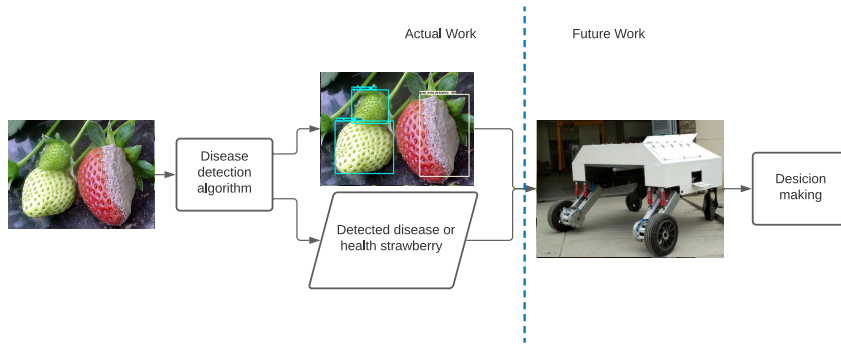 Actual Work
Future Work
Disease
detection
algorithm
Detected disease or
health strawberry
Desicion
making